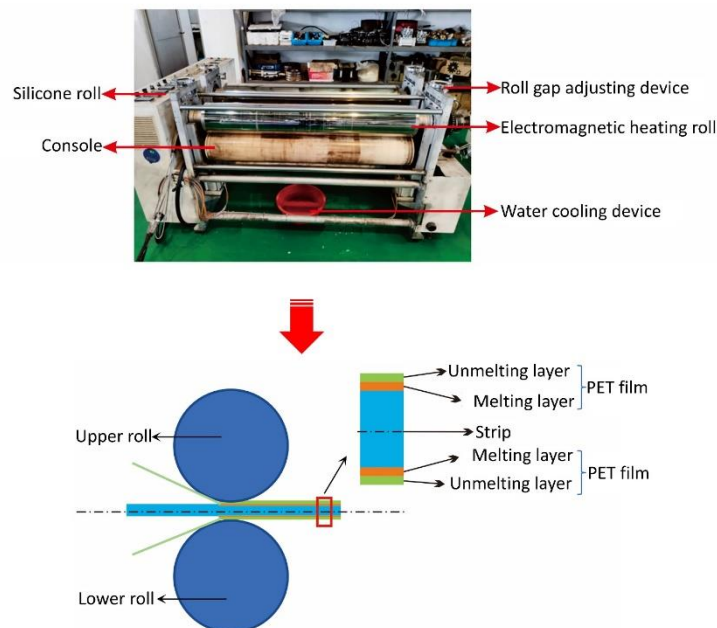 Silicone roll
Roll gap adjusting device
Electromagnetic heating roll
Console
Water cooling device
Unmelting layer
PET film
Melting layer
Upper roll
Strip
Melting layer
PET film
Unmelting layer
Lower roll